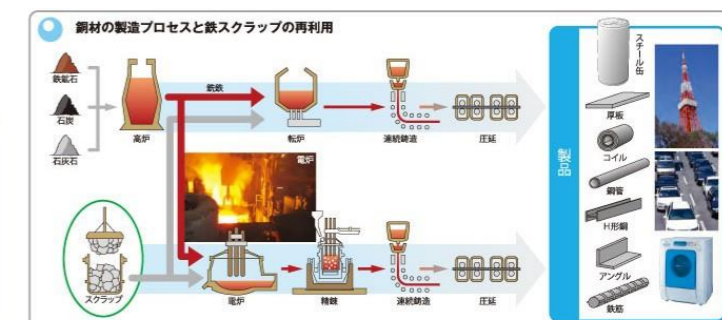 鋼材の製造プロセスと鉄スクラップの再利用
鉄鉱石
石炭
石灰石
高炉
銑鉄
転炉
連続鋳造
圧延
電炉
スクラップ
電炉
精錬
連続鋳造
圧延
製品
スチール缶
厚板
コイル
鋼管
H形鋼
アングル
鉄筋